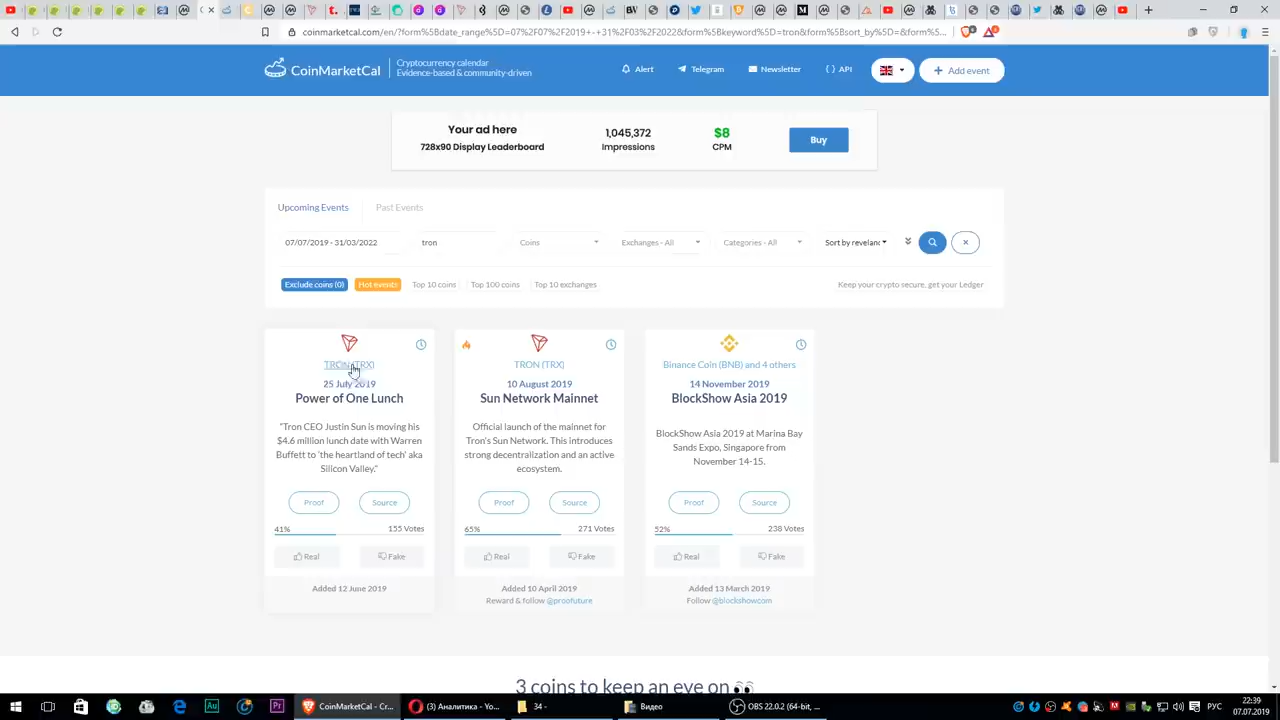 coinmarketcal.com/en/?form%5Bdate_range%5D=07%2F07%2F2019+-+31%2F03%2F2022&form%5Bkeyword%5D=tron&form%5Bsort_by%5D=&form%5...
CoinMarketCal
Cryptocurrency calendar
Evidence-based & community-driven
Alert
Telegram
Newsletter
{ } API
+ Add event
Your ad here
728x90 Display Leaderboard
1,045,372
Impressions
$8
CPM
Buy
Upcoming Events
Past Events
07/07/2019 - 31/03/2022
tron
Coins
Exchanges - All
Categories - All
Sort by revelanc
Exclude coins (0)
Hot events
Top 10 coins
Top 100 coins
Top 10 exchanges
Keep your crypto secure, get your Ledger
TRON (TRX)
25 July 2019
Power of One Lunch
"Tron CEO Justin Sun is moving his
$4.6 million lunch date with Warren
Buffett to 'the heartland of tech' aka
Silicon Valley."
Proof
Source
41%
155 Votes
Real
Fake
Added 12 June 2019
TRON (TRX)
10 August 2019
Sun Network Mainnet
Official launch of the mainnet for
Tron's Sun Network. This introduces
strong decentralization and an active
ecosystem.
Proof
Source
65%
271 Votes
Real
Fake
Added 10 April 2019
Reward & follow @proofuture
Binance Coin (BNB) and 4 others
14 November 2019
BlockShow Asia 2019
BlockShow Asia 2019 at Marina Bay
Sands Expo, Singapore from
November 14-15.
Proof
Source
52%
238 Votes
Real
Fake
Added 13 March 2019
Follow @blockshowcom
3 coins to keep an eye on 👀
CoinMarketCal - Cr...
(3) Аналитика - Yo...
34 -
Видео
OBS 22.0.2 (64-bit, ...
РУС
22:39
07.07.2019